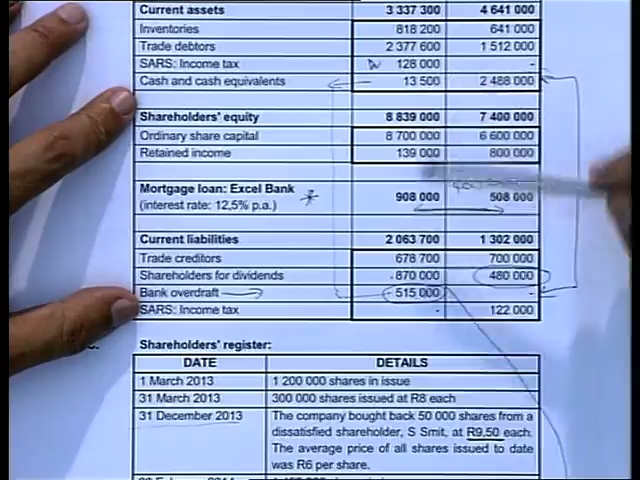 Current assets 3 337 300 4 641 000
Inventories 818 200 641 000
Trade debtors 2 377 600 1 512 000
SARS: Income tax 128 000 -
Cash and cash equivalents 13 500 2 488 000
Shareholders' equity 8 839 000 7 400 000
Ordinary share capital 8 700 000 6 600 000
Retained income 139 000 800 000
Mortgage loan: Excel Bank
(interest rate: 12,5% p.a.) 908 000 508 000
Current liabilities 2 063 700 1 302 000
Trade creditors 678 700 700 000
Shareholders for dividends 870 000 480 000
Bank overdraft 515 000 -
SARS: Income tax - 122 000
Shareholders' register:
DATE DETAILS
1 March 2013 1 200 000 shares in issue
31 March 2013 300 000 shares issued at R8 each
31 December 2013 The company bought back 50 000 shares from a
dissatisfied shareholder, S Smit, at R9,50 each.
The average price of all shares issued to date
was R6 per share.